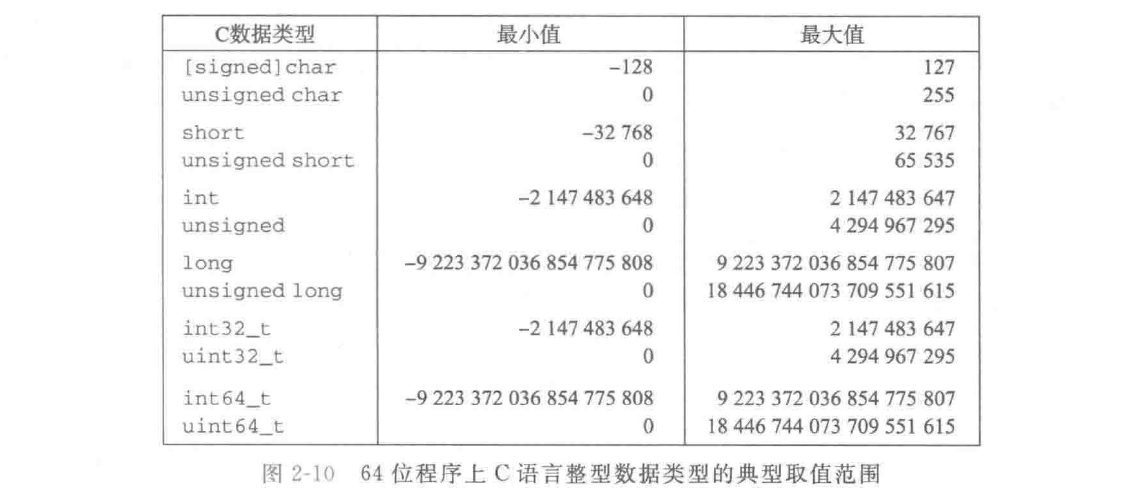 C数据类型 最小值 最大值
[signed]char −128 127
unsigned char 0 255
short −32 768 32 767
unsigned short 0 65 535
int −2 147 483 648 2 147 483 647
unsigned 0 4 294 967 295
long −9 223 372 036 854 775 808 9 223 372 036 854 775 807
unsigned long 0 18 446 744 073 709 551 615
int32_t −2 147 483 648 2 147 483 647
uint32_t 0 4 294 967 295
int64_t −9 223 372 036 854 775 808 9 223 372 036 854 775 807
uint64_t 0 18 446 744 073 709 551 615
图 2-10 64 位程序上 C 语言整型数据类型的典型取值范围